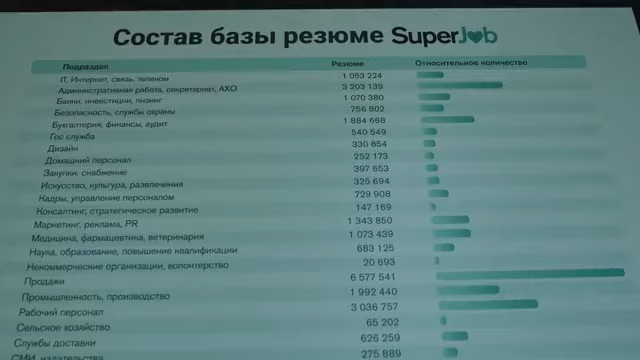 Состав базы резюме SuperJob
Подраздел Резюме Относительное количество
IT, Интернет, связь, телеком 1 053 224
Административная работа, секретариат, АХО 3 203 139
Банки, инвестиции, лизинг 1 070 380
Безопасность, службы охраны 756 802
Бухгалтерия, финансы, аудит 1 884 668
Гос служба 540 549
Дизайн 330 854
Домашний персонал 252 173
Закупки, снабжение 397 653
Искусство, культура, развлечения 325 694
Кадры, управление персоналом 729 908
Консалтинг, стратегическое развитие 147 169
Маркетинг, реклама, PR 1 343 850
Медицина, фармацевтика, ветеринария 1 073 439
Наука, образование, повышение квалификации 683 125
Некоммерческие организации, волонтерство 20 693
Продажи 6 577 541
Промышленность, производство 1 992 440
Рабочий персонал 3 036 757
Сельское хозяйство 65 202
Службы доставки 626 259
СМИ, издательства 275 889